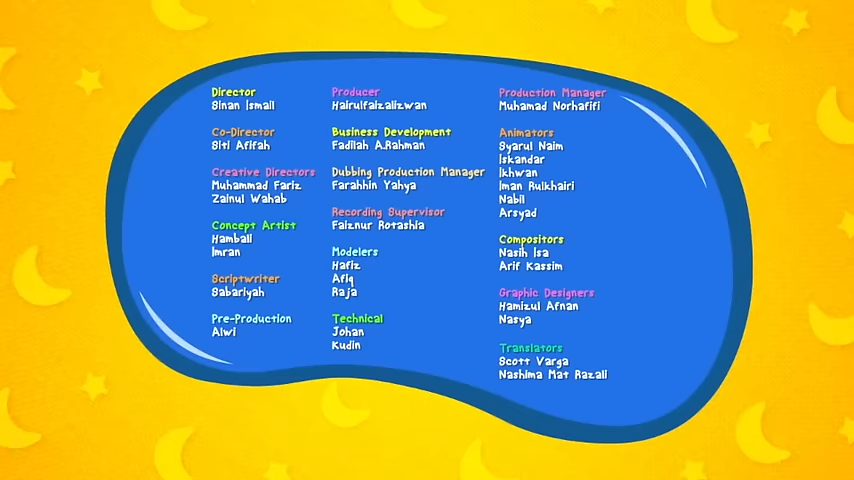 Director
Sinan Ismail
Co-Director
Siti Afifah
Creative Directors
Muhammad Fariz
Zainul Wahab
Concept Artist
Hambali
Imran
Scriptwriter
Sabariyah
Pre-Production
Alwi
Producer
Hairulfaizalizwan
Business Development
Fadilah A.Rahman
Dubbing Production Manager
Farahhin Yahya
Recording Supervisor
Faiznur Rotashia
Modelers
Hafiz
Afiq
Raja
Technical
Johan
Kudin
Production Manager
Muhamad Norhafifi
Animators
Syarul Naim
Iskandar
Ikhwan
Iman Rulkhairi
Nabil
Arsyad
Compositors
Nasih Isa
Arif Kassim
Graphic Designers
Hamizul Afnan
Nasya
Translators
Scott Varga
Nashima Mat Razali